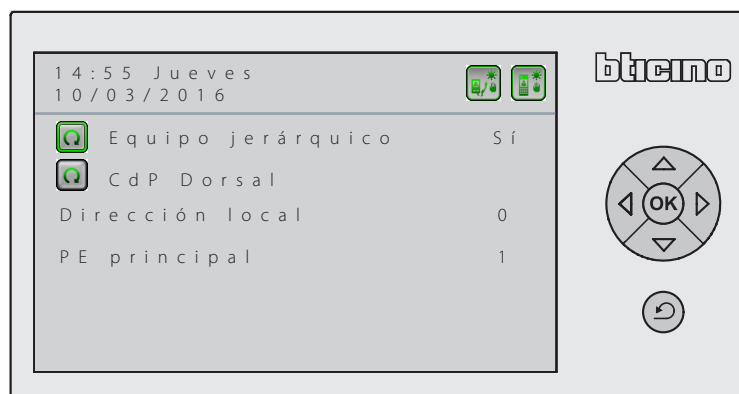 14:55 Jueves
10/03/2016
bticino
Equipo jerárquico Sí
CdP Dorsal
Dirección local 0
PE principal 1
OK